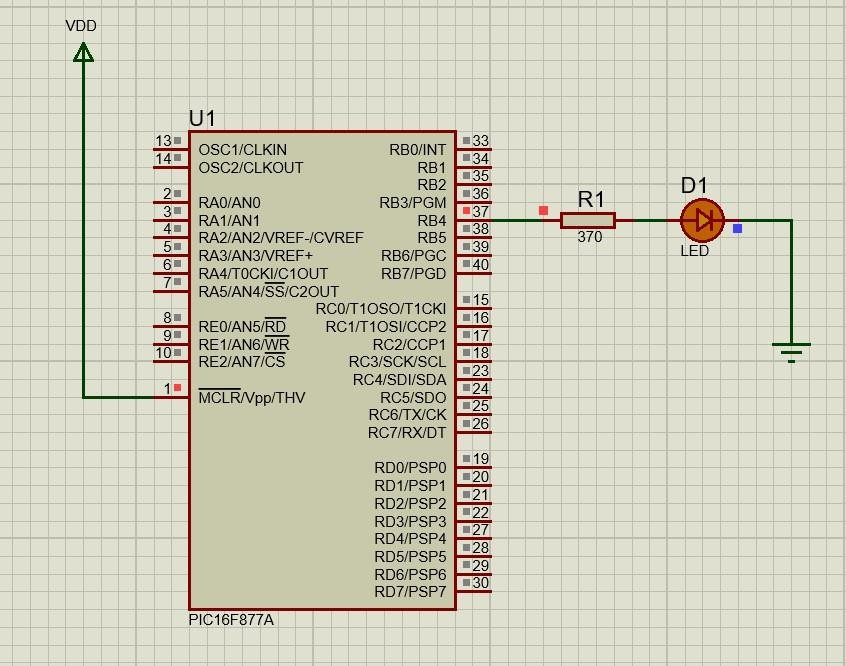 VDD
U1
13 OSC1/CLKIN RB0/INT 33
14 OSC2/CLKOUT RB1 34
RB2 35
2 RA0/AN0 RB3/PGM 36
3 RA1/AN1 RB4 37
4 RA2/AN2/VREF-/CVREF RB5 38
5 RA3/AN3/VREF+ RB6/PGC 39
6 RA4/T0CKI/C1OUT RB7/PGD 40
7 RA5/AN4/SS/C2OUT
RC0/T1OSO/T1CKI 15
8 RE0/AN5/RD RC1/T1OSI/CCP2 16
9 RE1/AN6/WR RC2/CCP1 17
10 RE2/AN7/CS RC3/SCK/SCL 18
RC4/SDI/SDA 23
1 MCLR/Vpp/THV RC5/SDO 24
RC6/TX/CK 25
RC7/RX/DT 26
RD0/PSP0 19
RD1/PSP1 20
RD2/PSP2 21
RD3/PSP3 22
RD4/PSP4 27
RD5/PSP5 28
RD6/PSP6 29
RD7/PSP7 30
PIC16F877A
R1
370
D1
LED